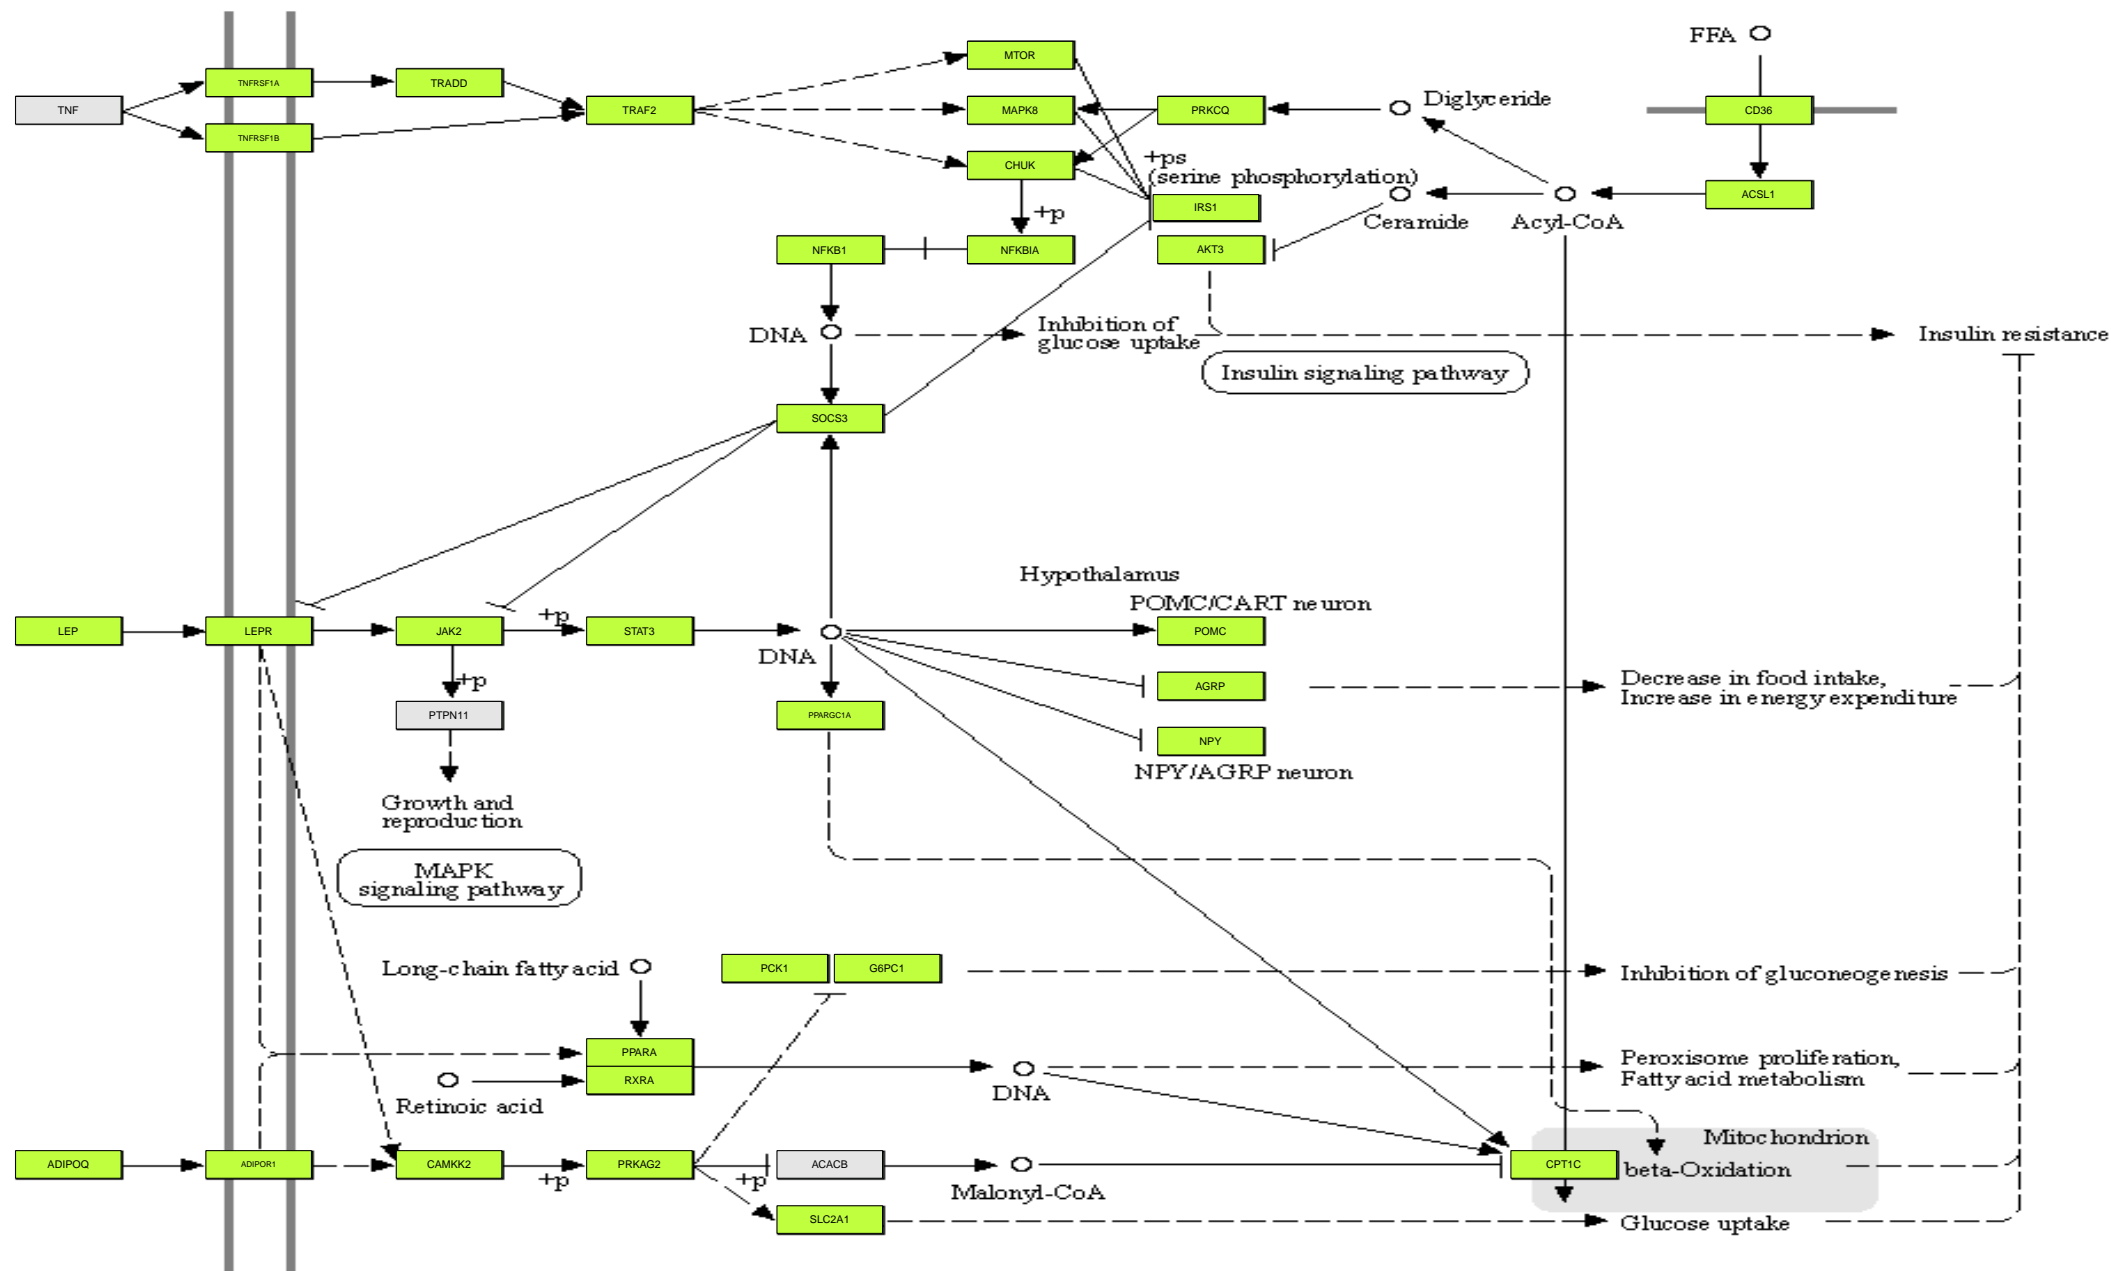 FFA
MTOR
TNFRSF1A
TRADD
TNF
TRAF2
MAPK8
PRKCQ
Diglyceride
CD36
TNFRSF1B
CHUK
+ps
(serine phosphorylation)
ACSL1
+p
IRS1
Ceramide
Acyl-CoA
NFKB1
NFKBIA
AKT3
DNA
Inhibition of
glucose uptake
Insulin resistance
Insulin signaling pathway
SOCS3
Hypothalamus
POMC/CART neuron
LEP
LEPR
JAK2
+p
STAT3
DNA
POMC
+p
AGRP
Decrease in food intake,
Increase in energy expenditure
PTPN11
PPARGC1A
NPY
NPY/AGRP neuron
Growth and
reproduction
MAPK
signaling pathway
Long-chain fatty acid
PCK1
G6PC1
Inhibition of gluconeogenesis
PPARA
RXRA
Peroxisome proliferation,
Fatty acid metabolism
Retinoic acid
DNA
Mitochondrion
ADIPOQ
ADIPOR1
CAMKK2
+p
PRKAG2
+p
ACACB
Malonyl-CoA
CPT1C
beta-Oxidation
SLC2A1
Glucose uptake